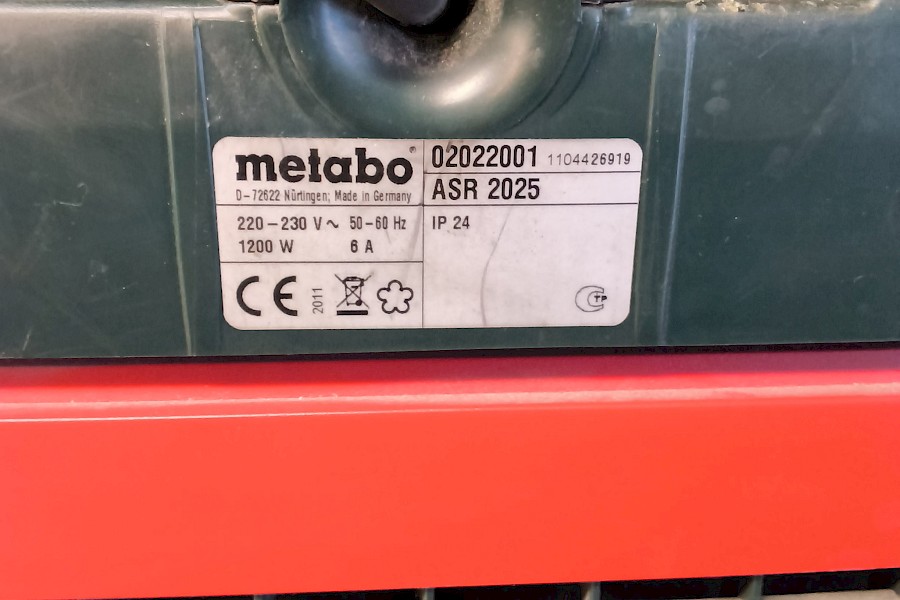 metabo®
D-72622 Nürtingen; Made in Germany
220-230 V ~ 50-60 Hz
1200 W 6 A
CE 2011
02022001 1104426919
ASR 2025
IP 24
C TP